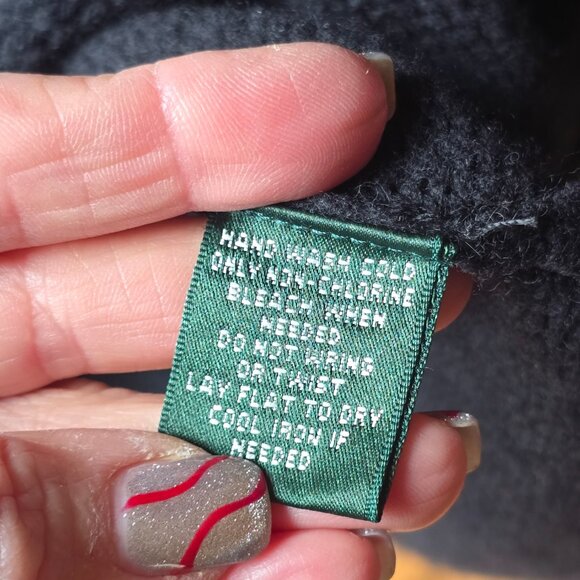 HAND WASH COLD
ONLY NON-CHLORINE
BLEACH WHEN
NEEDED
DO NOT WRING
OR TWIST
LAY FLAT TO DRY
COOL IRON IF
NEEDED